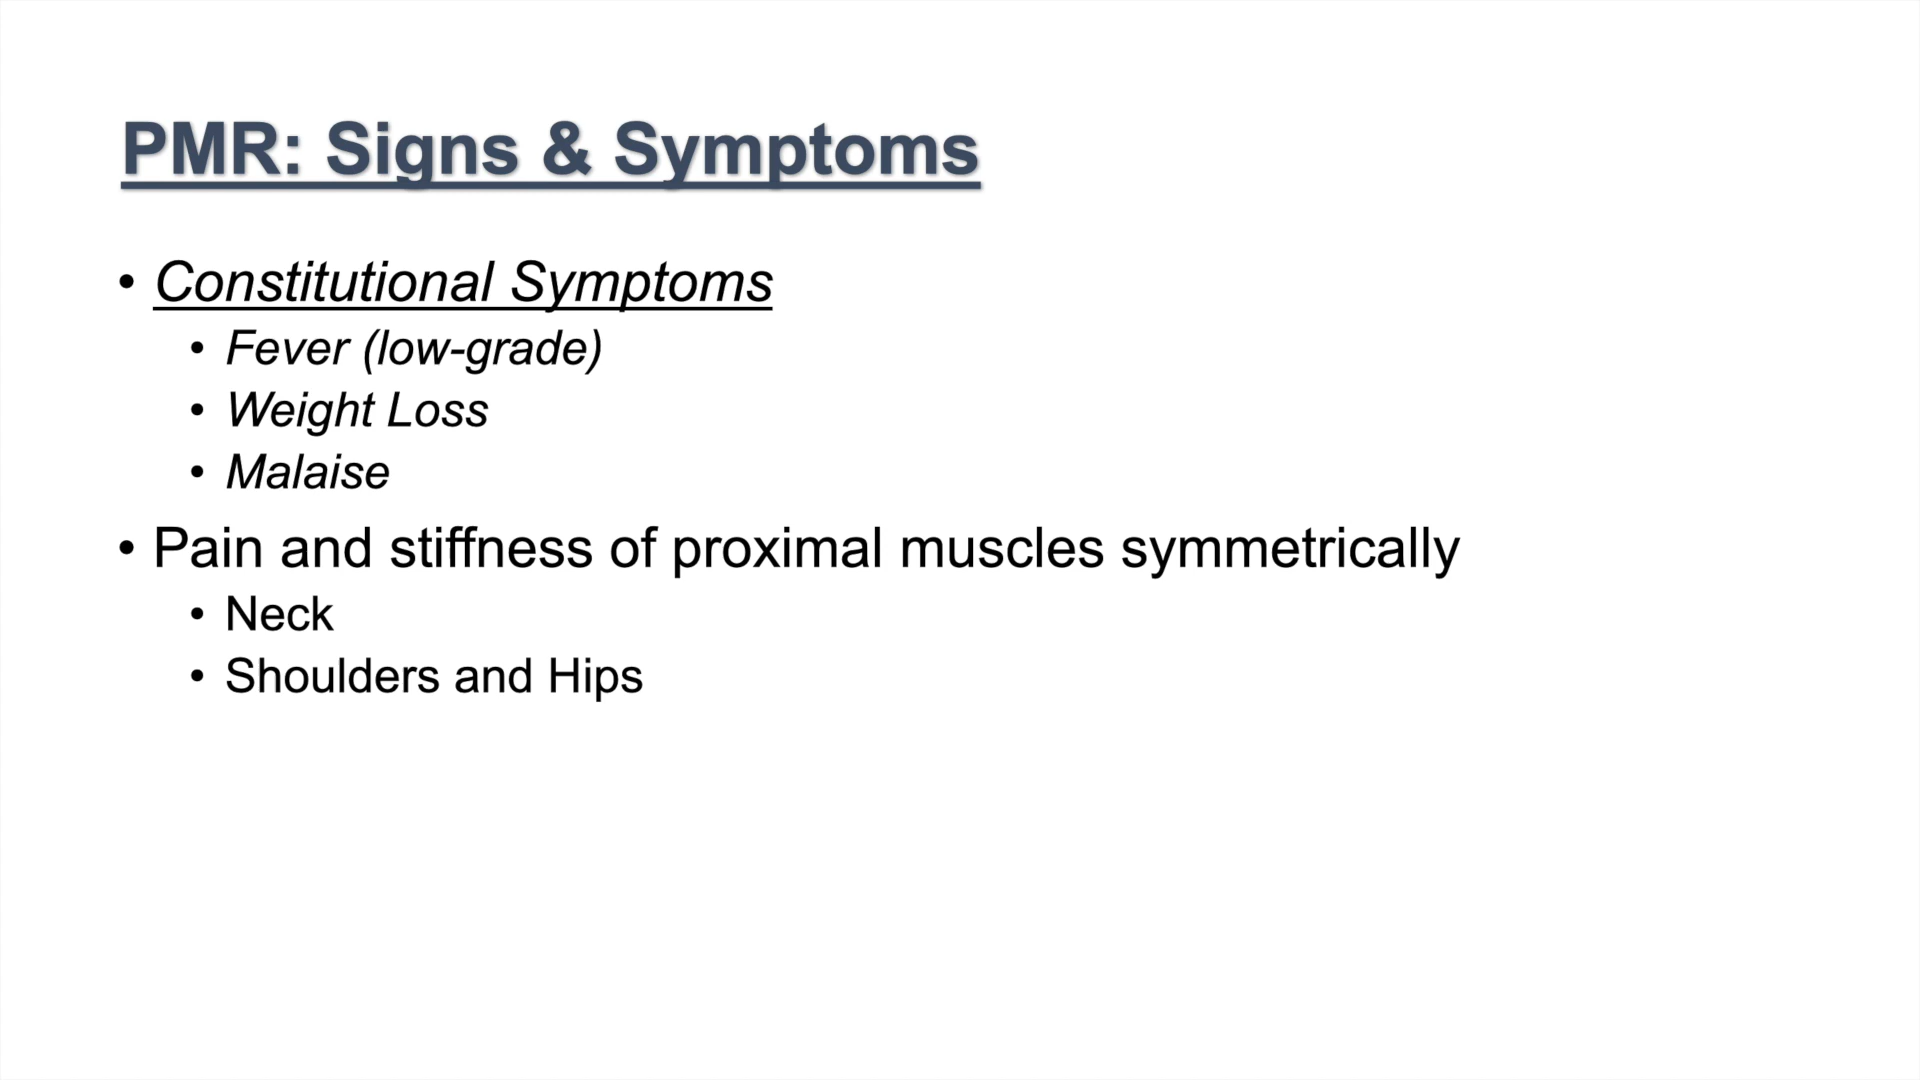 PMR: Signs & Symptoms
• Constitutional Symptoms
• Fever (low-grade)
• Weight Loss
• Malaise
• Pain and stiffness of proximal muscles symmetrically
• Neck
• Shoulders and Hips